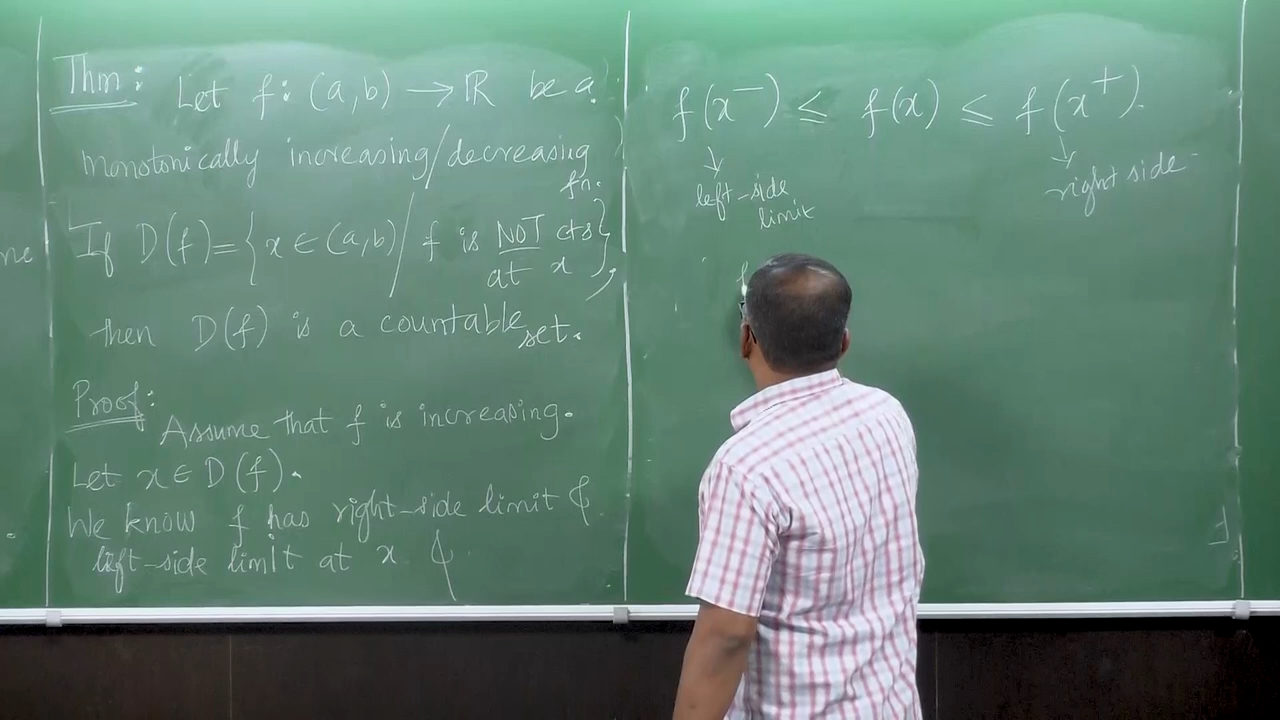 Thm: Let f: (a,b) → ℝ be a
monotonically increasing/decreasing
fn.
If D(f)={x∈(a,b)/ f is NOT cts
at x},
then D(f) is a countable set.
Proof:
Assume that f is increasing.
Let x∈D(f).
We know f has right-side limit &
left-side limit at x &
f(x⁻) ≤ f(x) ≤ f(x⁺).
left-side
limit
right side